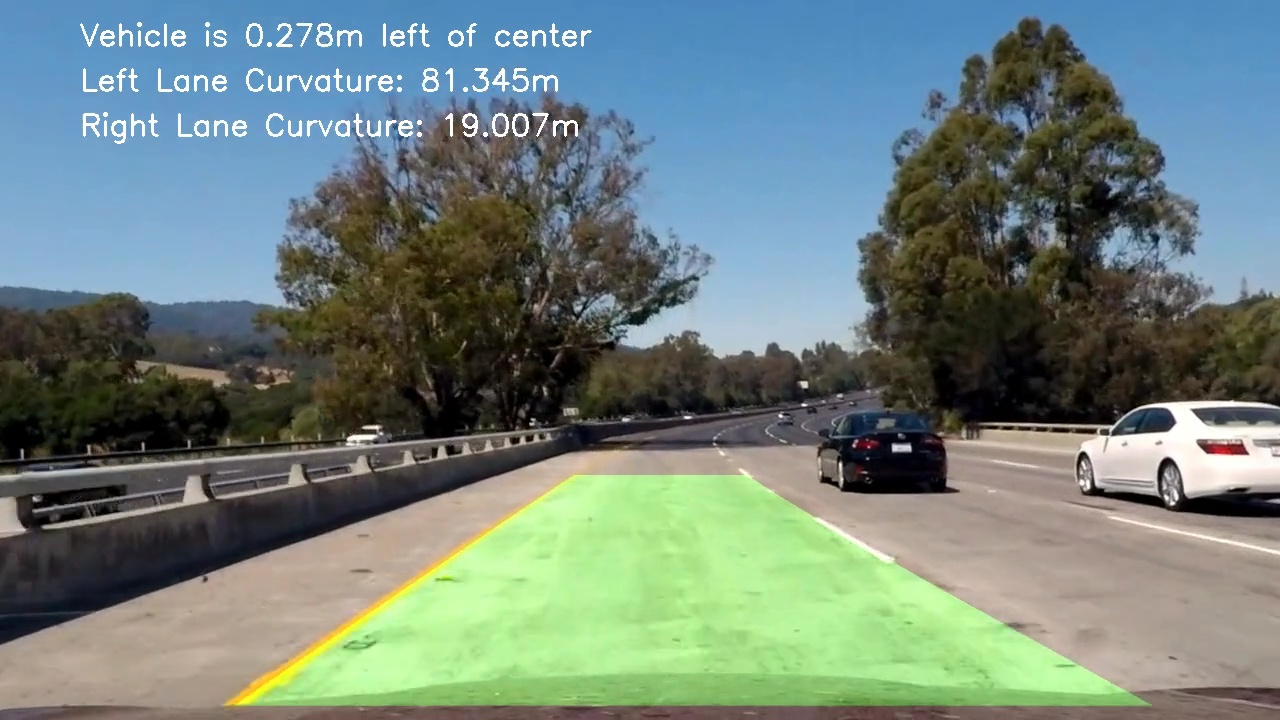 Vehicle is 0.278m left of center
Left Lane Curvature: 81.345m
Right Lane Curvature: 19.007m